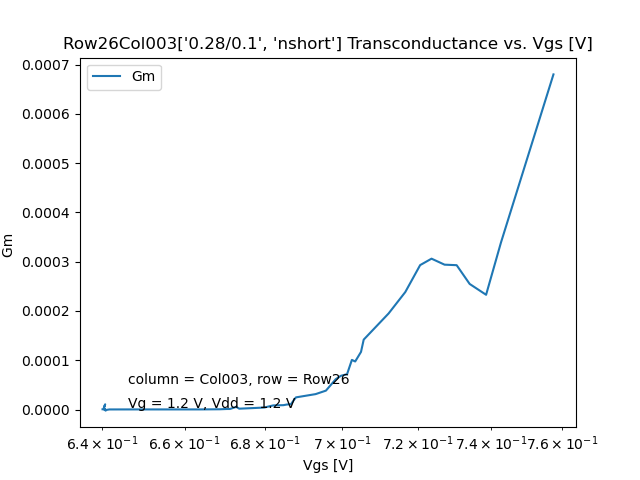 Row26Col003['0.28/0.1', 'nshort'] Transconductance vs. Vgs [V]
Gm
0.0007
0.0006
0.0005
0.0004
0.0003
0.0002
0.0001
0.0000
Gm
column = Col003, row = Row26
Vg = 1.2 V, Vdd = 1.2 V
6.4 × 10⁻¹ 6.6 × 10⁻¹ 6.8 × 10⁻¹ 7 × 10⁻¹ 7.2 × 10⁻¹ 7.4 × 10⁻¹ 7.6 × 10⁻¹
Vgs [V]